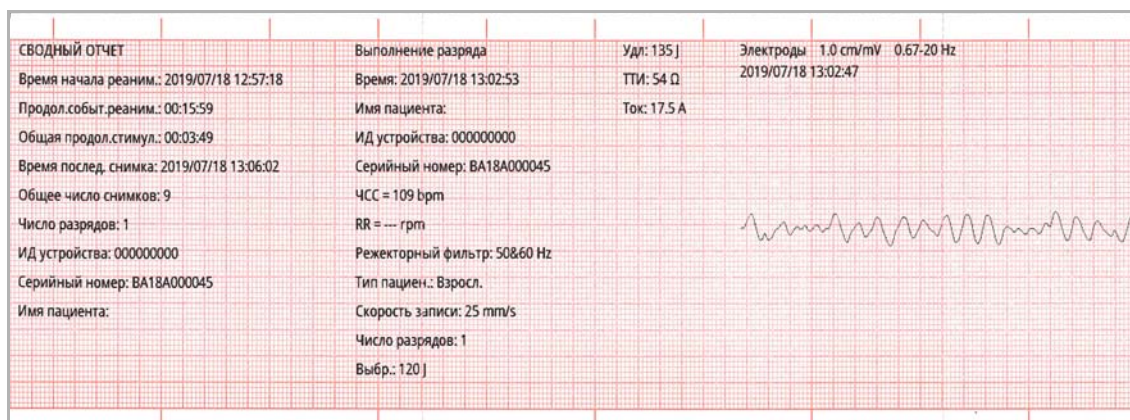 СВОДНЫЙ ОТЧЕТ
Время начала реаним.: 2019/07/18 12:57:18
Продол.событ.реаним.: 00:15:59
Общая продол.стимул.: 00:03:49
Время послед. снимка: 2019/07/18 13:06:02
Общее число снимков: 9
Число разрядов: 1
ИД устройства: 000000000
Серийный номер: BA18A000045
Имя пациента:
Выполнение разряда
Время: 2019/07/18 13:02:53
Имя пациента:
ИД устройства: 000000000
Серийный номер: BA18A000045
ЧСС = 109 bpm
RR = --- rpm
Режекторный фильтр: 50&60 Hz
Тип пациен.: Взросл.
Скорость записи: 25 mm/s
Число разрядов: 1
Выбр.: 120 J
Удл: 135 J
ТТИ: 54 Ω
Ток: 17.5 A
Электроды 1.0 cm/mV 0.67-20 Hz
2019/07/18 13:02:47